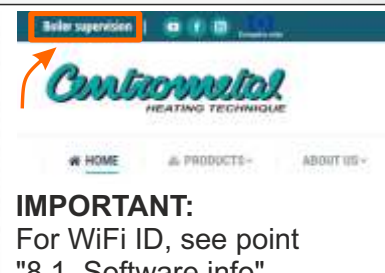 Boiler supervision
Centrometal
HEATING TECHNIQUE
HOME
PRODUCTS
ABOUT US
IMPORTANT:
For WiFi ID, see point
"8.1. Software info"